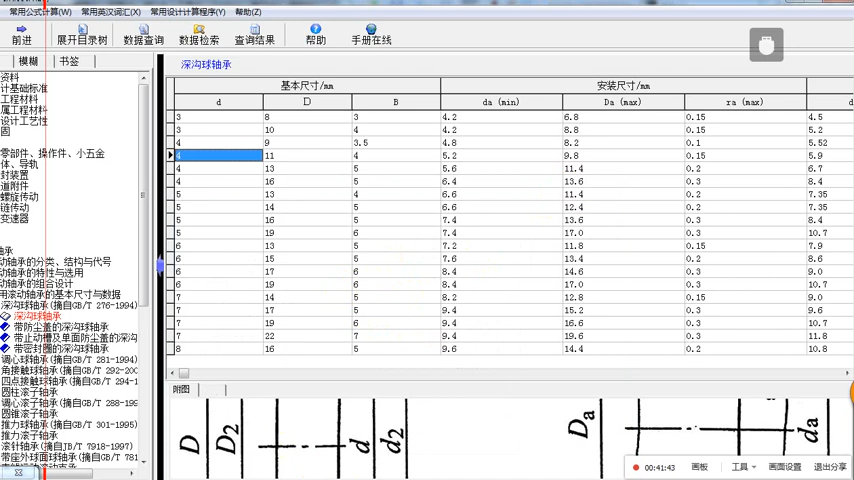 常用公式计算(W) 常用英汉词汇(X) 常用设计计算程序(Y) 帮助(Z)
前进 展开目录树 数据查询 数据检索 查询结果 帮助 手册在线
模糊 书签
深沟球轴承
基本尺寸/mm 安装尺寸/mm
d D B da (min) Da (max) ra (max) d
3 8 3 4.2 6.8 0.15 4.5
3 10 4 4.2 8.8 0.15 5.2
4 9 3.5 4.8 8.2 0.1 5.52
4 11 4 5.2 9.8 0.15 5.9
4 13 5 5.6 11.4 0.2 6.7
4 16 5 6.4 13.6 0.3 8.4
5 13 4 6.6 11.4 0.2 7.35
5 14 5 6.6 12.4 0.2 7.35
5 16 5 7.4 13.6 0.3 8.4
5 19 6 7.4 17.0 0.3 10.7
6 13 5 7.2 11.8 0.15 7.9
6 15 5 7.6 13.4 0.2 8.6
6 17 6 8.4 14.6 0.3 9.0
6 19 6 8.4 17.0 0.3 10.7
7 14 5 8.2 12.8 0.15 9.0
7 17 5 9.4 15.2 0.3 9.6
7 19 6 9.4 16.6 0.3 10.7
7 22 7 9.4 19.6 0.3 11.8
8 16 5 9.6 14.4 0.2 10.8
资料
计基础标准
工程材料
属工程材料
设计工艺性
固
零部件、操作件、小五金
体、导轨
封装置
道附件
螺旋传动
链传动
变速器
轴承
动轴承的分类、结构与代号
动轴承的特性与选用
动轴承的组合设计
用滚动轴承的基本尺寸与数据
深沟球轴承(摘自GB/T 276-1994)
深沟球轴承
带防尘盖的深沟球轴承
带止动槽及单面防尘盖的深沟
带密封圈的深沟球轴承
调心球轴承(摘自GB/T 281-1994)
角接触球轴承(摘自GB/T 292-200
四点接触球轴承(摘自GB/T 294-1
圆柱滚子轴承
调心滚子轴承(摘自GB/T 288-199
圆锥滚子轴承
推力球轴承(摘自GB/T 301-1995)
推力滚子轴承
滚针轴承(摘自JB/T 7918-1997)
带座外球面球轴承(摘自GB/T 781
附图
D D2 d d2 Da da
00:41:43 画板 工具 画面设置 退出分享